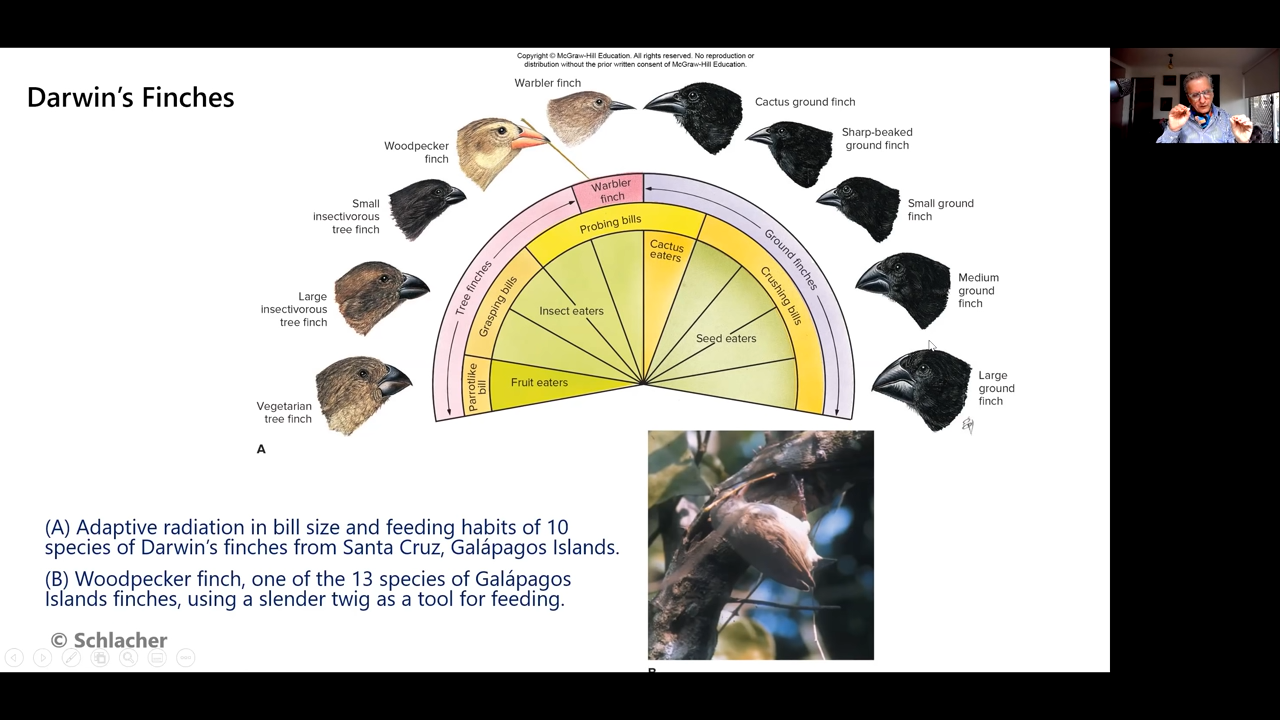 Copyright © McGraw-Hill Education. All rights reserved. No reproduction or
distribution without the prior written consent of McGraw-Hill Education.
Darwin's Finches
Warbler finch
Cactus ground finch
Woodpecker
finch
Sharp-beaked
ground finch
Small
insectivorous
tree finch
Small ground
finch
Large
insectivorous
tree finch
Medium
ground
finch
Vegetarian
tree finch
Large
ground
finch
Warbler
finch
Tree finches
Ground finches
Probing bills
Grasping bills
Crushing bills
Parrotlike
bill
Cactus
eaters
Insect eaters
Seed eaters
Fruit eaters
A
(A) Adaptive radiation in bill size and feeding habits of 10
species of Darwin's finches from Santa Cruz, Galápagos Islands.
(B) Woodpecker finch, one of the 13 species of Galápagos
Islands finches, using a slender twig as a tool for feeding.
© Schlacher